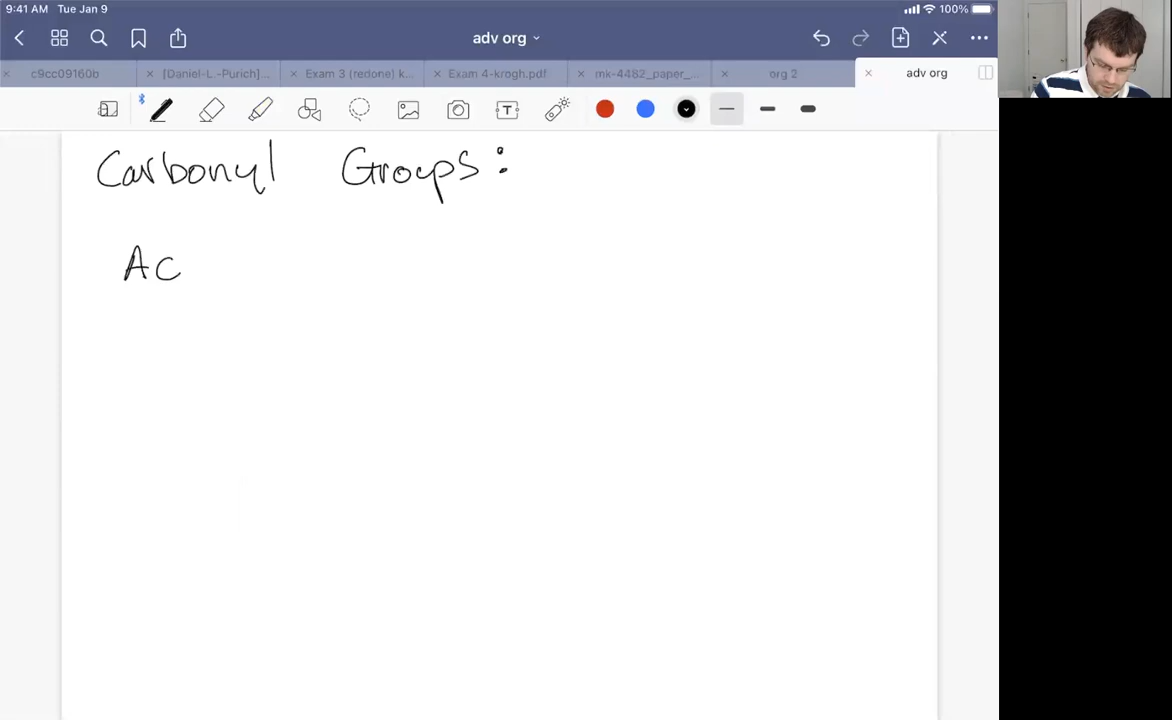 9:41 AM Tue Jan 9 100%
adv org
c9cc09160b [Daniel-L.-Purich]... Exam 3 (redone) k... Exam 4-krogh.pdf mk-4482_paper_... org 2 adv org
Carbonyl Groups:
AC